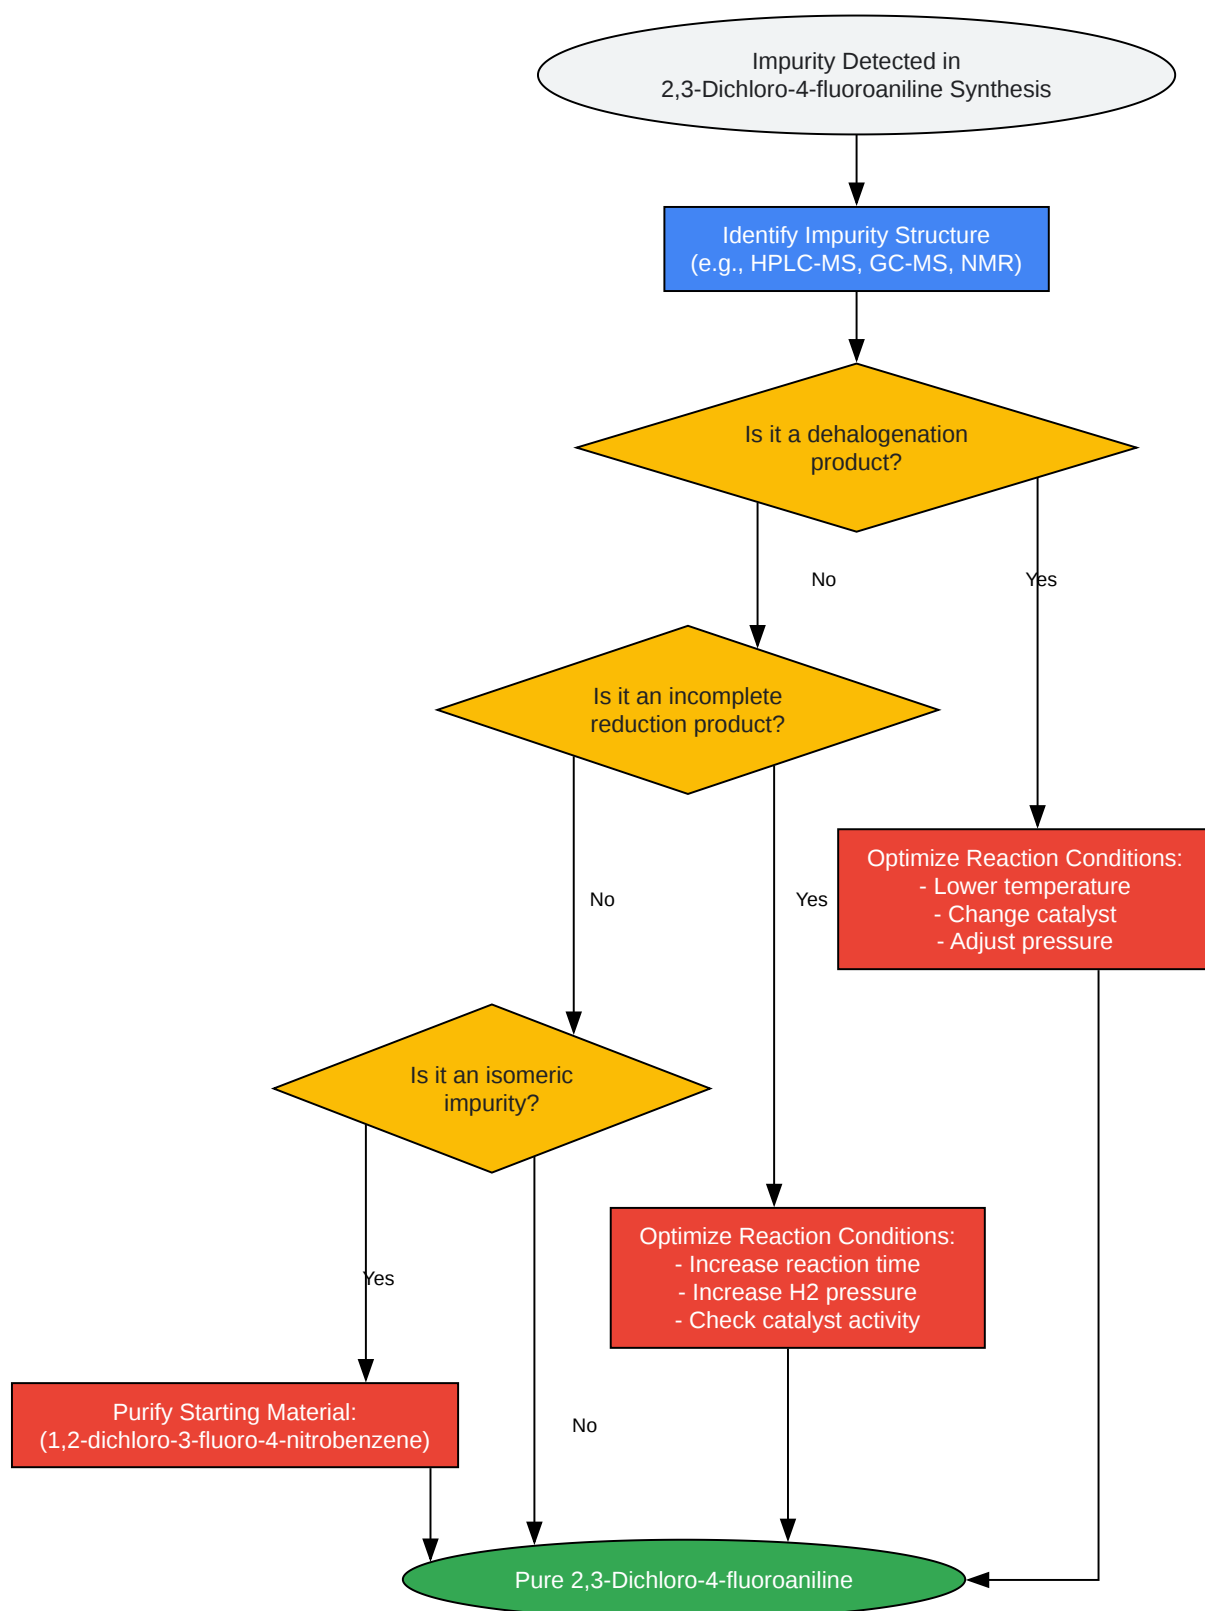 Impurity Detected in
2,3-Dichloro-4-fluoroaniline Synthesis
Identify Impurity Structure
(e.g., HPLC-MS, GC-MS, NMR)
Is it a dehalogenation
product?
No
Yes
Is it an incomplete
reduction product?
Optimize Reaction Conditions:
- Lower temperature
- Change catalyst
- Adjust pressure
No
Yes
Is it an isomeric
impurity?
Optimize Reaction Conditions:
- Increase reaction time
- Increase H2 pressure
- Check catalyst activity
Yes
No
Purify Starting Material:
(1,2-dichloro-3-fluoro-4-nitrobenzene)
Pure 2,3-Dichloro-4-fluoroaniline